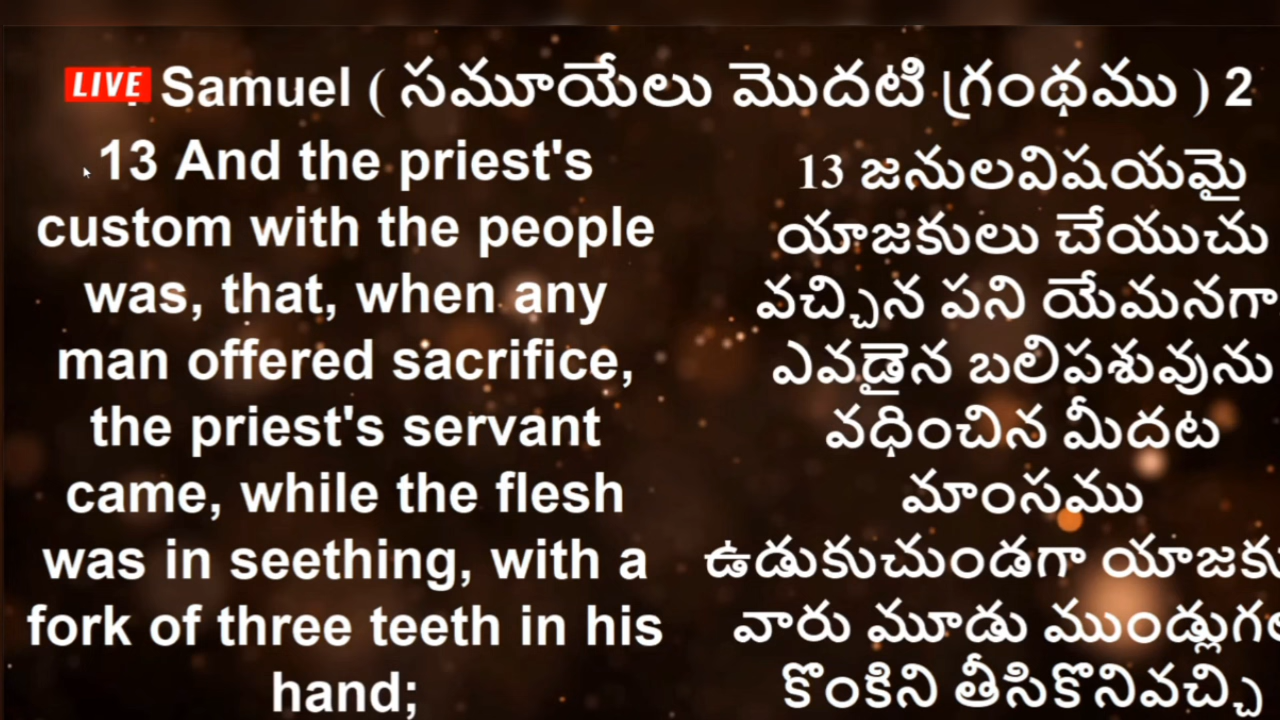 LIVE Samuel ( సమూయేలు మొదటి గ్రంథము ) 2
13 And the priest's
custom with the people
was, that, when any
man offered sacrifice,
the priest's servant
came, while the flesh
was in seething, with a
fork of three teeth in his
hand;
13 జనులవిషయమై
యాజకులు చేయుచు
వచ్చిన పని యేమనగా
ఎవడైన బలిపశువును
వధించిన మీదట
మాంసము
ఉడుకుచుండగా
వారు మూడు
కొంకిని తీసికొనివచ్చి